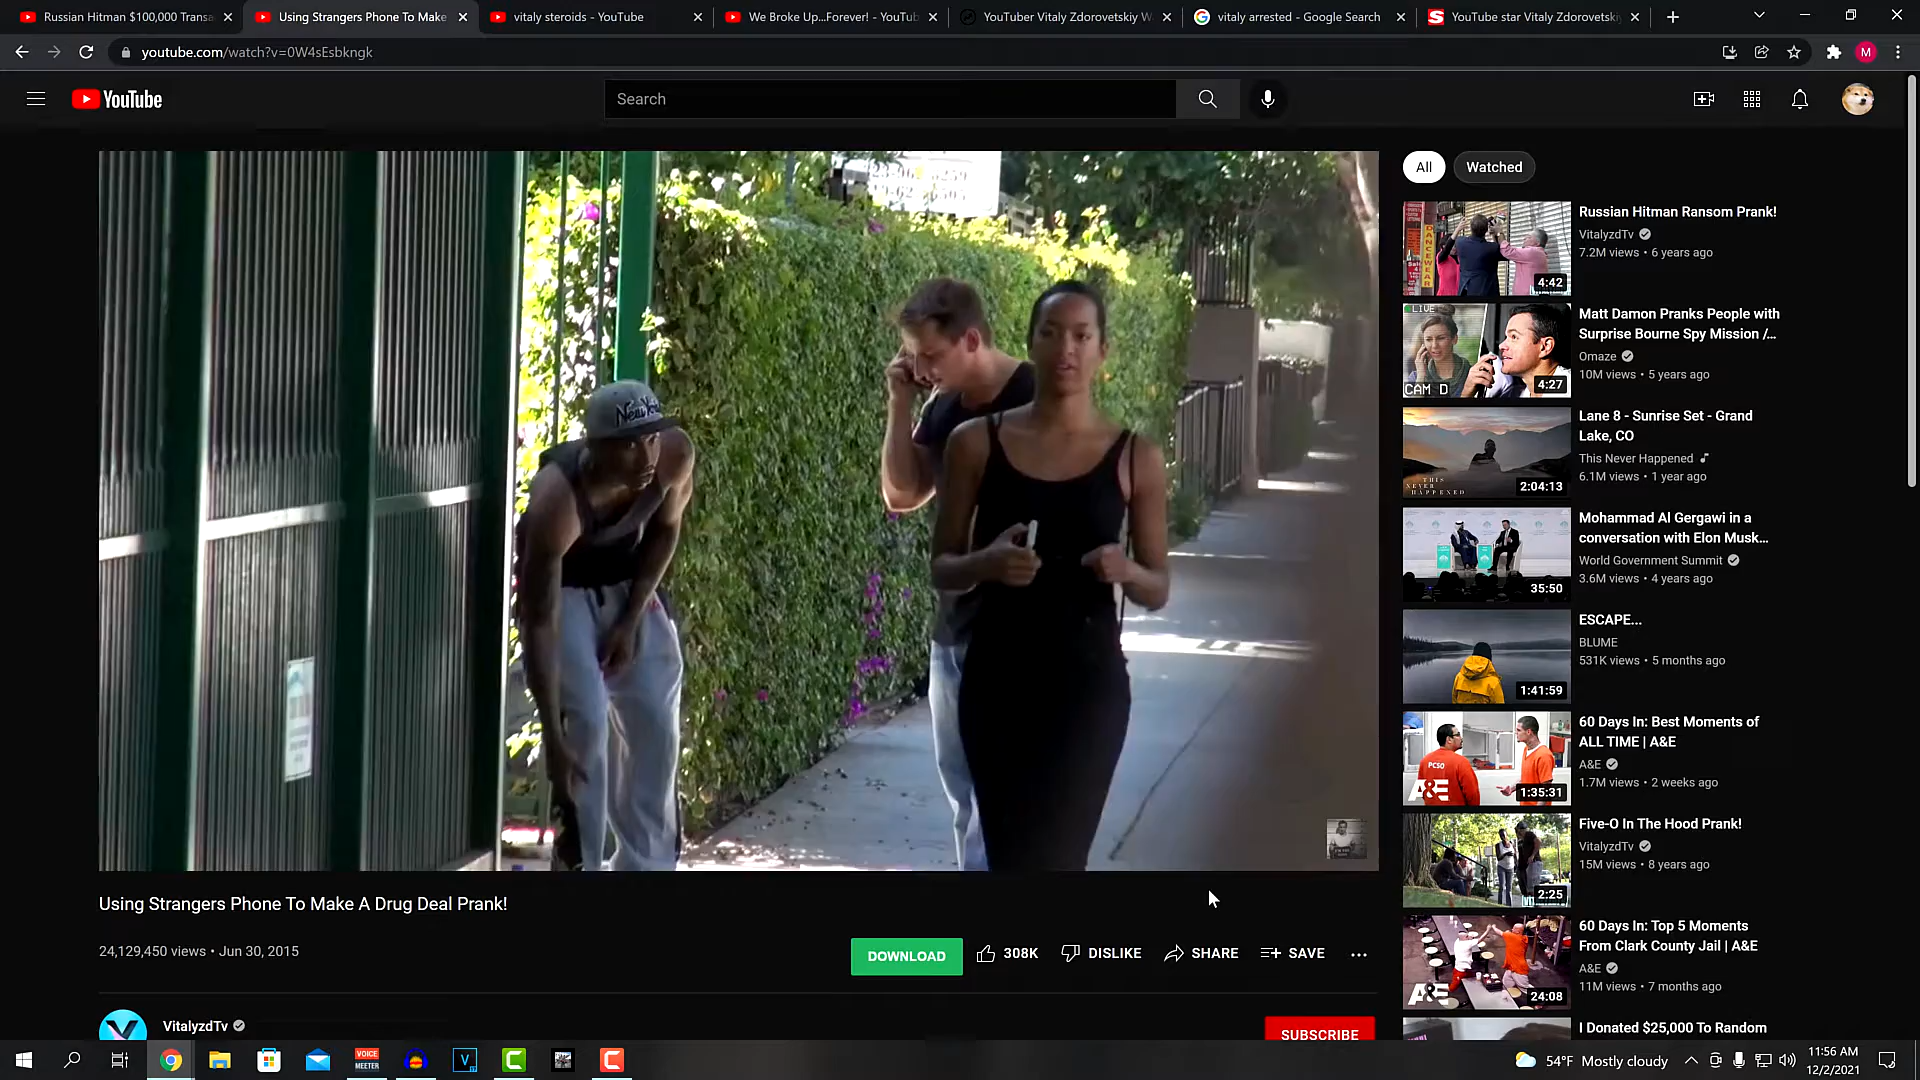 Russian Hitman $100,000 Transa
Using Strangers Phone To Make
vitaly steroids - YouTube
We Broke Up...Forever! - YouTub
YouTuber Vitaly Zdorovetskiy W
vitaly arrested - Google Search
YouTube star Vitaly Zdorovetski
youtube.com/watch?v=0W4sEsbkngk
M
YouTube
Search
New York
All
Watched
Russian Hitman Ransom Prank!
VitalyzdTv
7.2M views • 6 years ago
4:42
LIVE
CAM D
Matt Damon Pranks People with
Surprise Bourne Spy Mission /...
Omaze
10M views • 5 years ago
4:27
Lane 8 - Sunrise Set - Grand
Lake, CO
This Never Happened
6.1M views • 1 year ago
THIS NEVER HAPPENED
2:04:13
Mohammad Al Gergawi in a
conversation with Elon Musk...
World Government Summit
3.6M views • 4 years ago
35:50
ESCAPE...
BLUME
531K views • 5 months ago
1:41:59
60 Days In: Best Moments of
ALL TIME | A&E
A&E
1.7M views • 2 weeks ago
PCSO
A&E
1:35:31
Five-O In The Hood Prank!
VitalyzdTv
15M views • 8 years ago
2:25
60 Days In: Top 5 Moments
From Clark County Jail | A&E
A&E
11M views • 7 months ago
A&E
24:08
I Donated $25,000 To Random
Using Strangers Phone To Make A Drug Deal Prank!
24,129,450 views • Jun 30, 2015
DOWNLOAD
308K
DISLIKE
SHARE
SAVE
VitalyzdTv
SUBSCRIBE
VOICE
MEETER
54°F Mostly cloudy
11:56 AM
12/2/2021